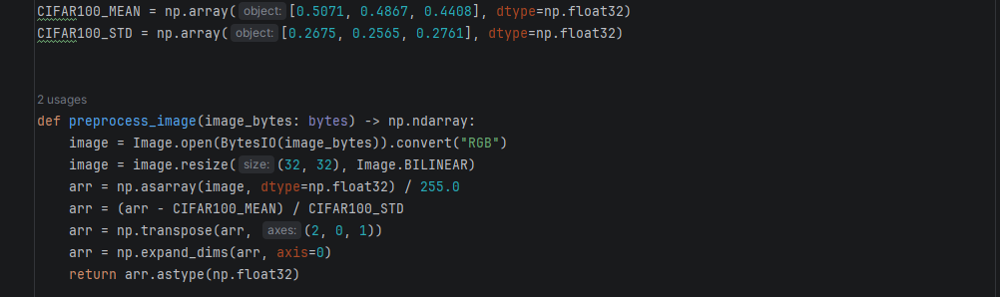 CIFAR100_MEAN = np.array( object: [0.5071, 0.4867, 0.4408], dtype=np.float32)
CIFAR100_STD = np.array( object: [0.2675, 0.2565, 0.2761], dtype=np.float32)
2 usages
def preprocess_image(image_bytes: bytes) -> np.ndarray:
    image = Image.open(BytesIO(image_bytes)).convert("RGB")
    image = image.resize( size: (32, 32), Image.BILINEAR)
    arr = np.asarray(image, dtype=np.float32) / 255.0
    arr = (arr - CIFAR100_MEAN) / CIFAR100_STD
    arr = np.transpose(arr, axes: (2, 0, 1))
    arr = np.expand_dims(arr, axis=0)
    return arr.astype(np.float32)